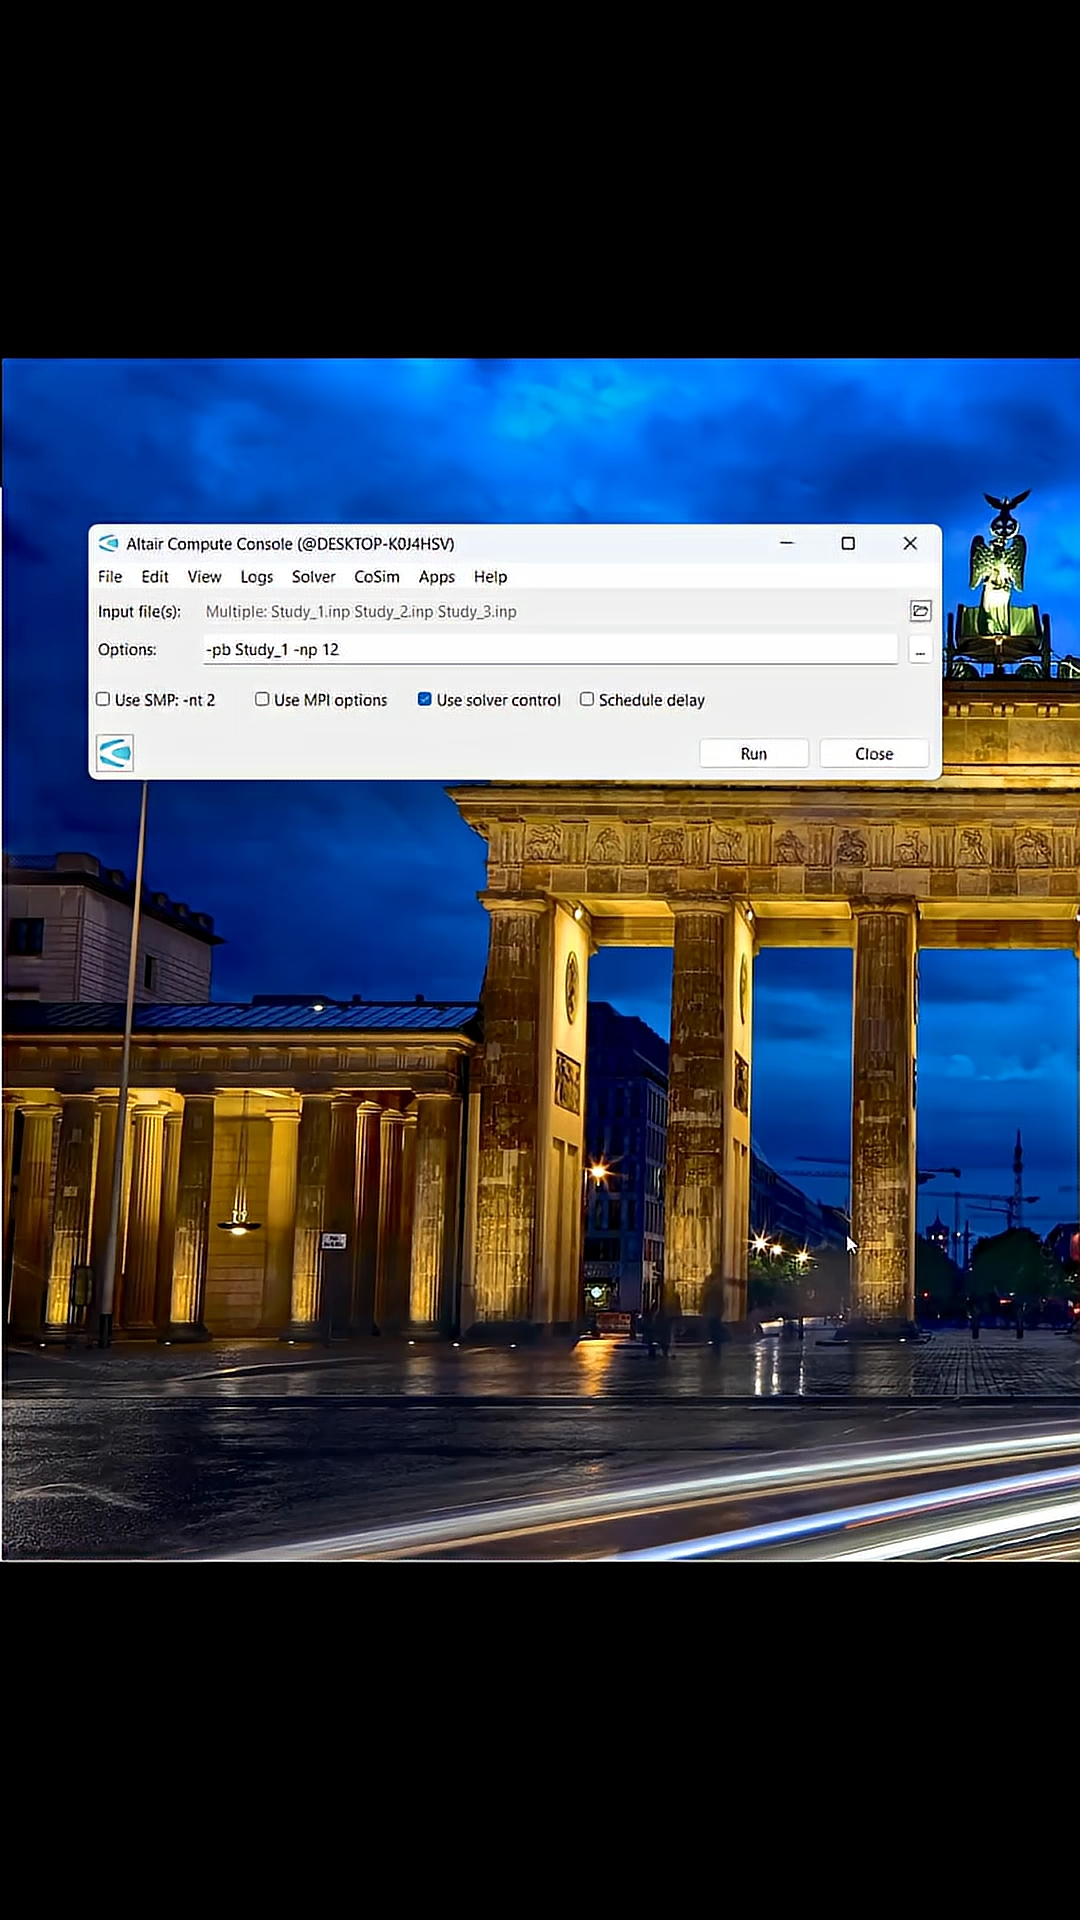 Altair Compute Console (@DESKTOP-K0J4HSV)
File Edit View Logs Solver CoSim Apps Help
Input file(s): Multiple: Study_1.inp Study_2.inp Study_3.inp
Options: -pb Study_1 -np 12 ...
Use SMP: -nt 2 Use MPI options Use solver control Schedule delay
Run Close